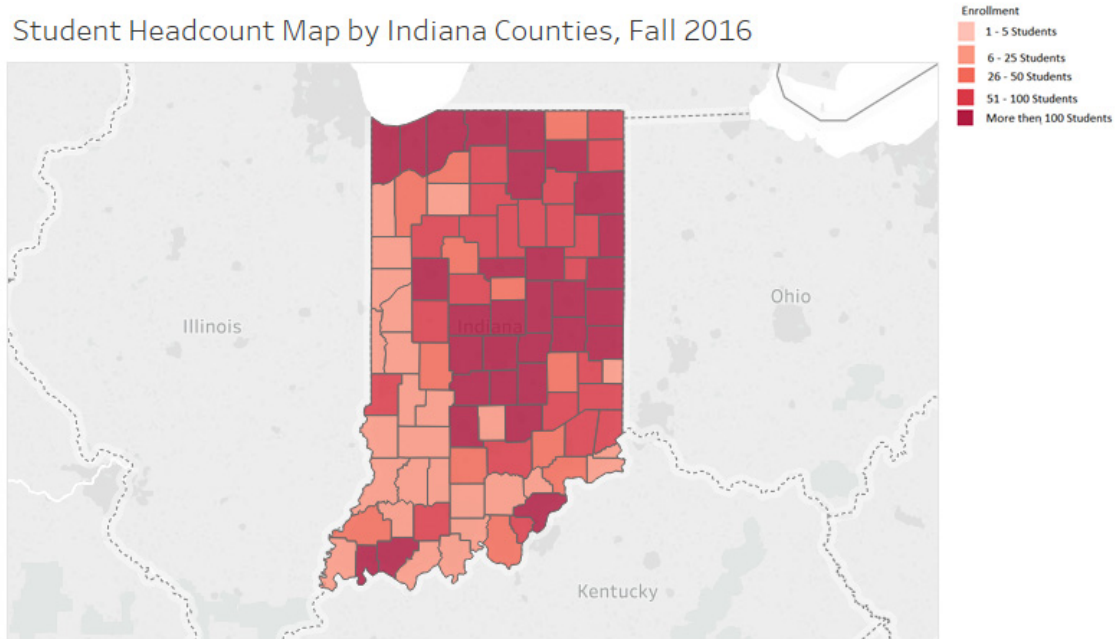 Student Headcount Map by Indiana Counties, Fall 2016
Enrollment
1 - 5 Students
6 - 25 Students
26 - 50 Students
51 - 100 Students
More then 100 Students
Illinois
Indiana
Ohio
Kentucky